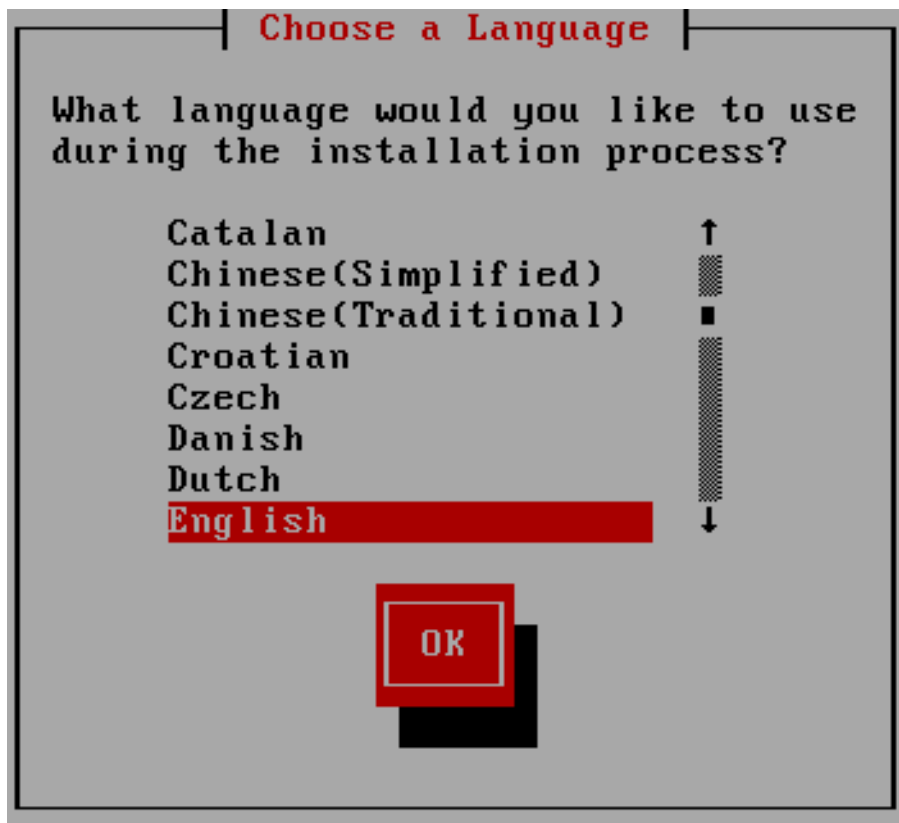 Choose a Language
What language would you like to use
during the installation process?
Catalan
Chinese(Simplified)
Chinese(Traditional)
Croatian
Czech
Danish
Dutch
English
OK